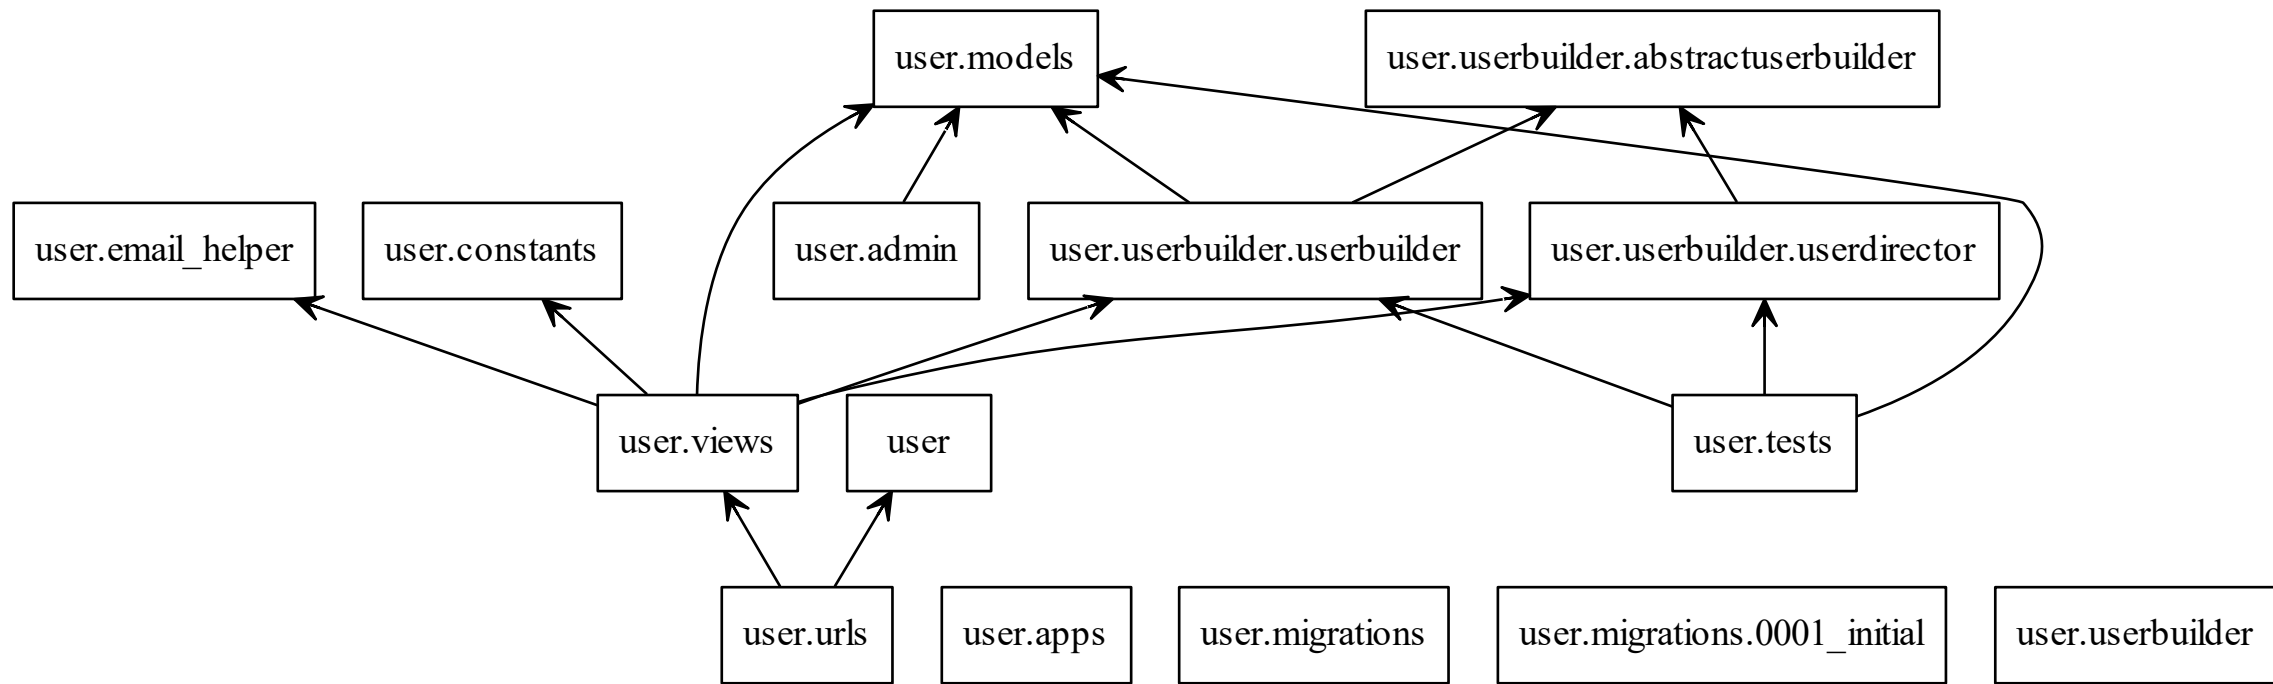 user.models
user.userbuilder.abstractuserbuilder
user.email_helper
user.constants
user.admin
user.userbuilder.userbuilder
user.userbuilder.userdirector
user.views
user
user.tests
user.urls
user.apps
user.migrations
user.migrations.0001_initial
user.userbuilder